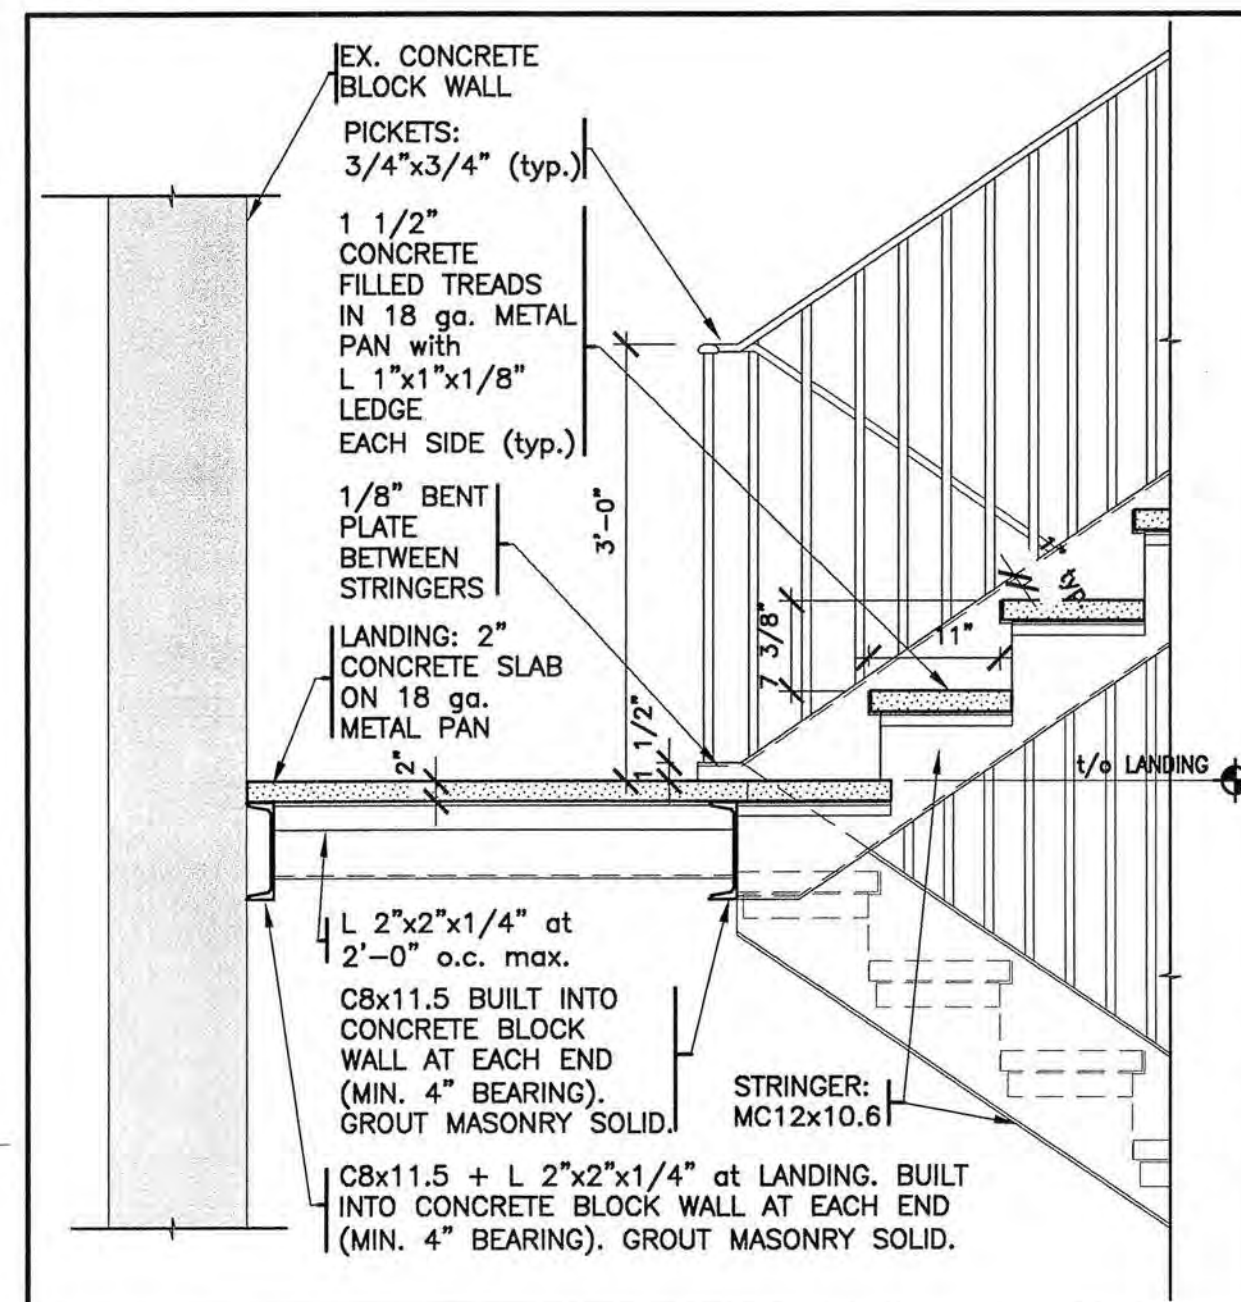 EX. CONCRETE
BLOCK WALL
PICKETS:
3/4"x3/4" (typ.)
1 1/2"
CONCRETE
FILLED TREADS
IN 18 ga. METAL
PAN with
L 1"x1"x1/8"
LEDGE
EACH SIDE (typ.)
1/8" BENT
PLATE
BETWEEN
STRINGERS
3'-0"
7 3/8"
11"
LANDING: 2"
CONCRETE SLAB
ON 18 ga.
METAL PAN
2"
1 1/2"
t/o LANDING
L 2"x2"x1/4" at
2'-0" o.c. max.
C8x11.5 BUILT INTO
CONCRETE BLOCK
WALL AT EACH END
(MIN. 4" BEARING).
GROUT MASONRY SOLID.
STRINGER:
MC12x10.6
C8x11.5 + L 2"x2"x1/4" at LANDING. BUILT
INTO CONCRETE BLOCK WALL AT EACH END
(MIN. 4" BEARING). GROUT MASONRY SOLID.